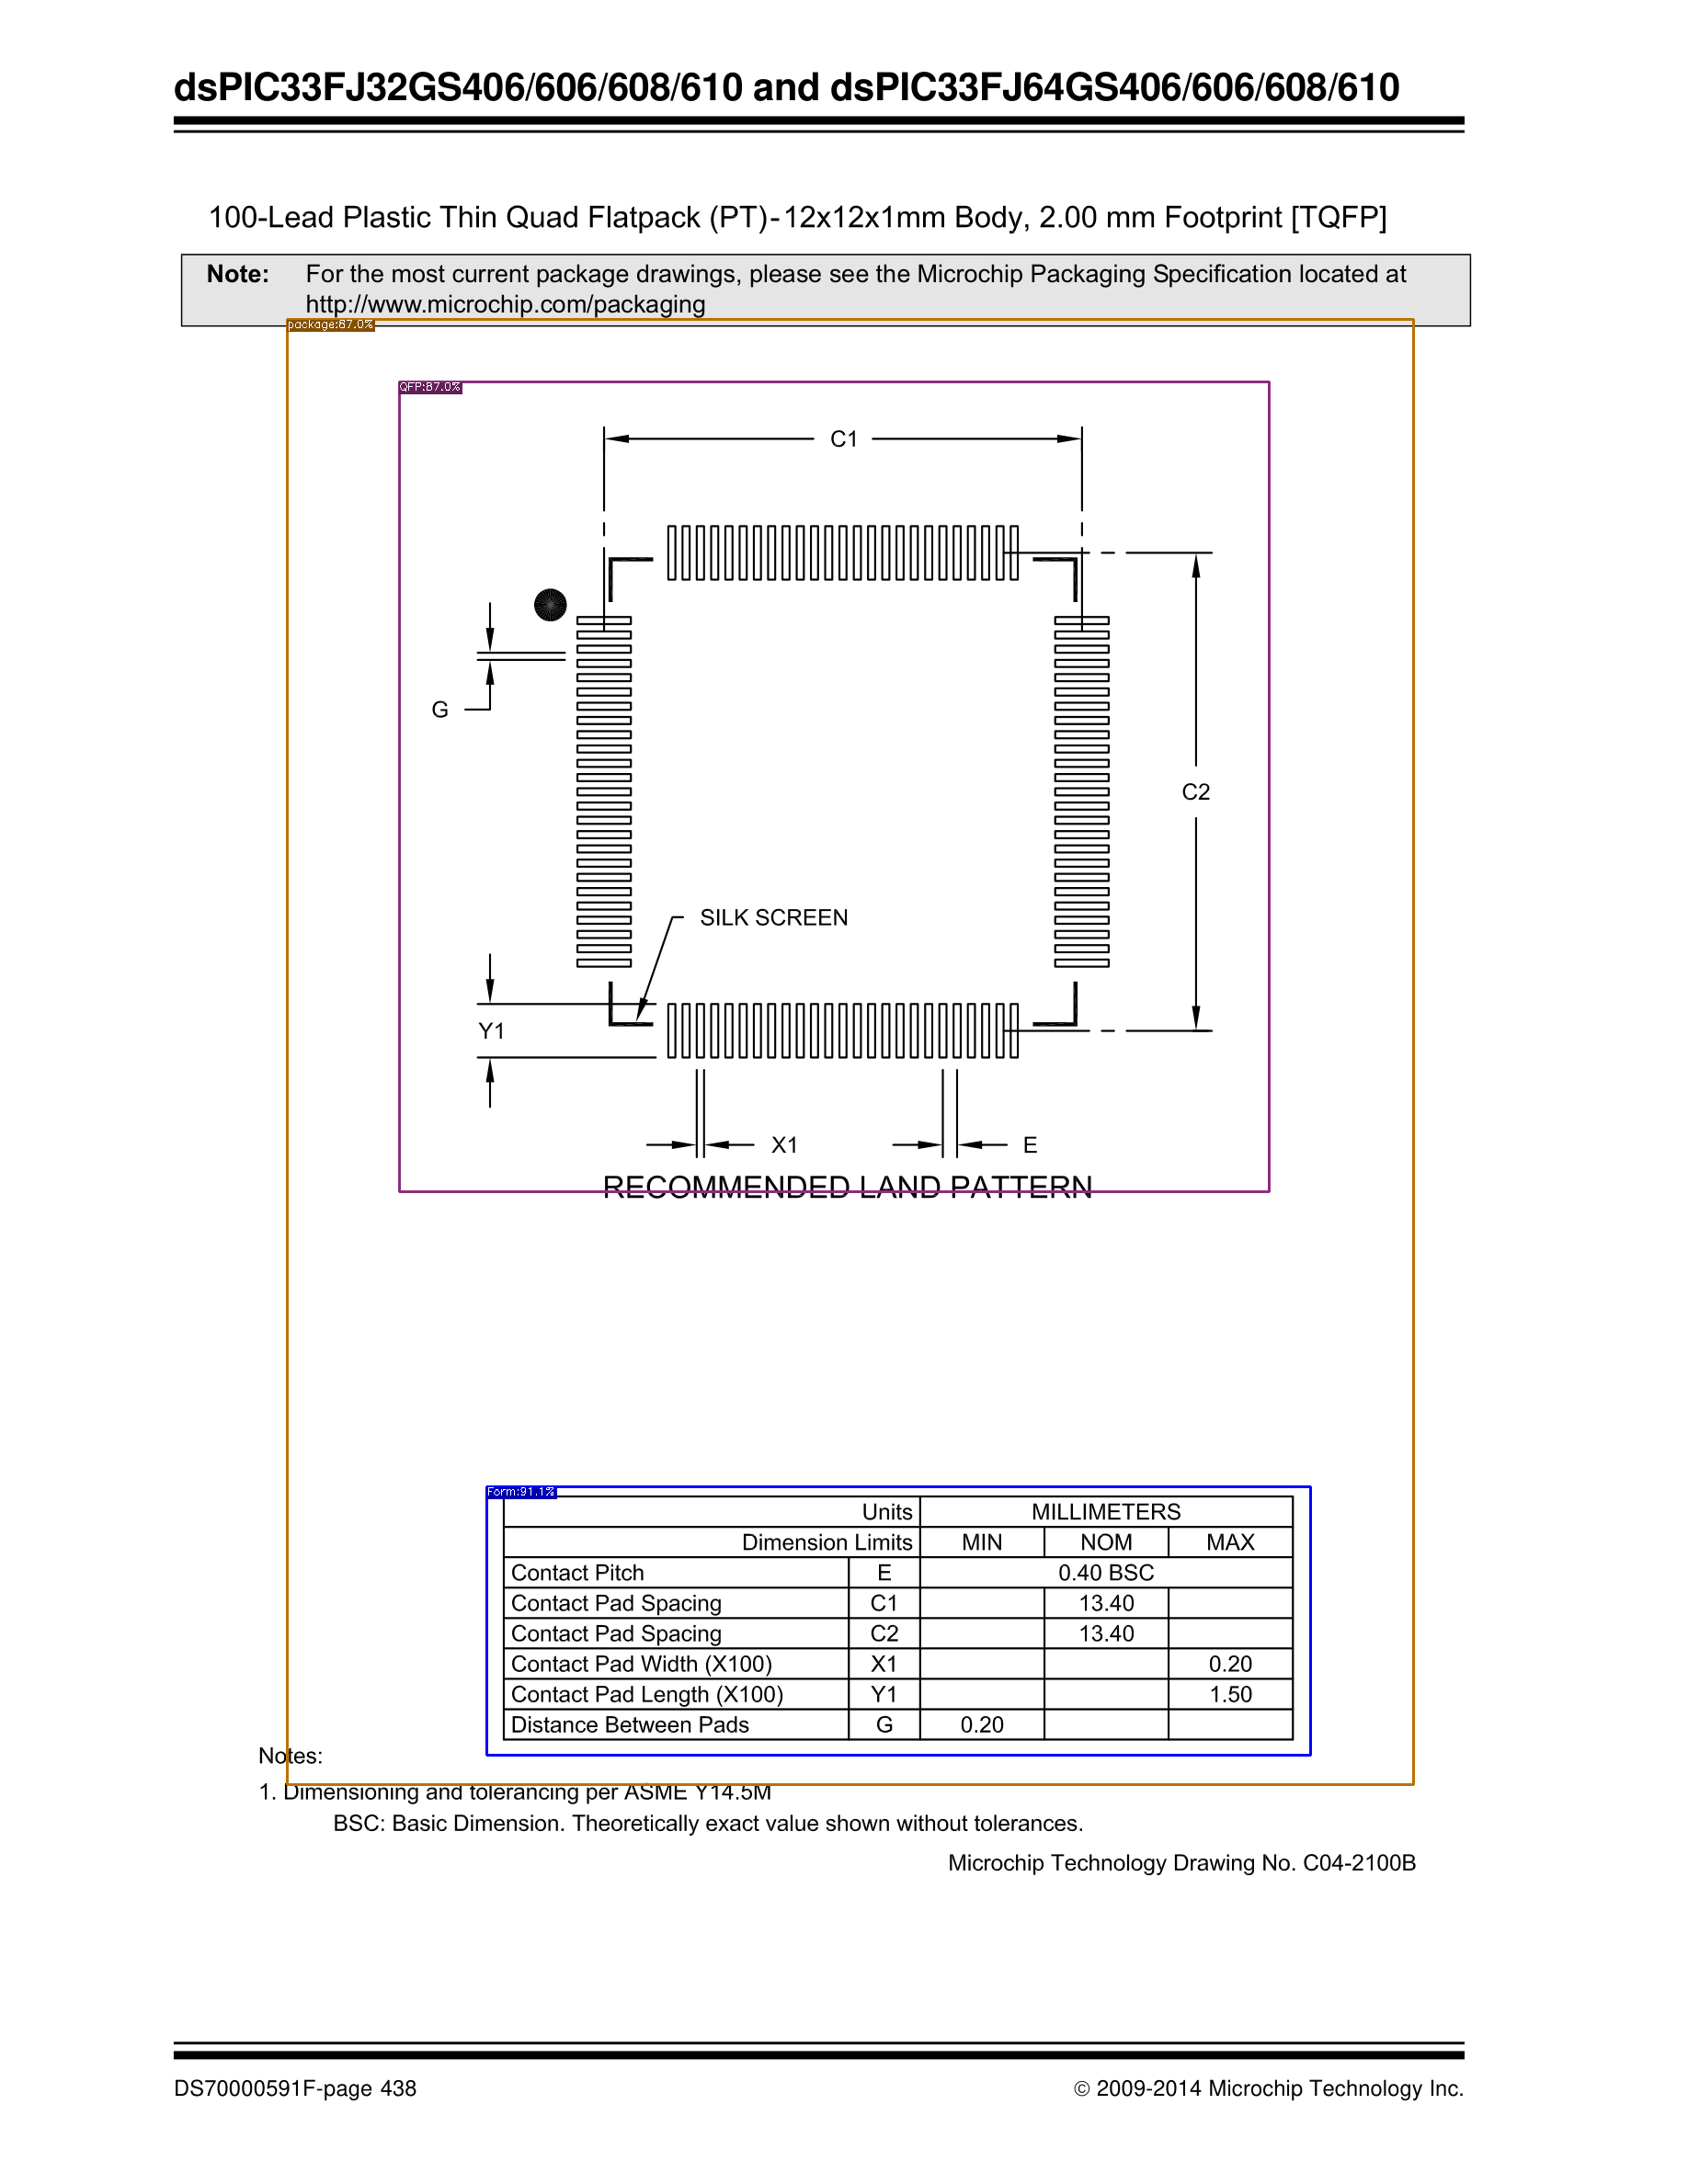 dsPIC33FJ32GS406/606/608/610 and dsPIC33FJ64GS406/606/608/610
100-Lead Plastic Thin Quad Flatpack (PT)-12x12x1mm Body, 2.00 mm Footprint [TQFP]
Note: For the most current package drawings, please see the Microchip Packaging Specification located at
http://www.microchip.com/packaging
package:87.0%
QFP:87.0%
C1
G
C2
SILK SCREEN
Y1
X1
E
RECOMMENDED LAND PATTERN
Form:91.1%
Units MILLIMETERS
Dimension Limits MIN NOM MAX
Contact Pitch E 0.40 BSC
Contact Pad Spacing C1 13.40
Contact Pad Spacing C2 13.40
Contact Pad Width (X100) X1 0.20
Contact Pad Length (X100) Y1 1.50
Distance Between Pads G 0.20
Notes:
1. Dimensioning and tolerancing per ASME Y14.5M
BSC: Basic Dimension. Theoretically exact value shown without tolerances.
Microchip Technology Drawing No. C04-2100B
DS70000591F-page 438
© 2009-2014 Microchip Technology Inc.